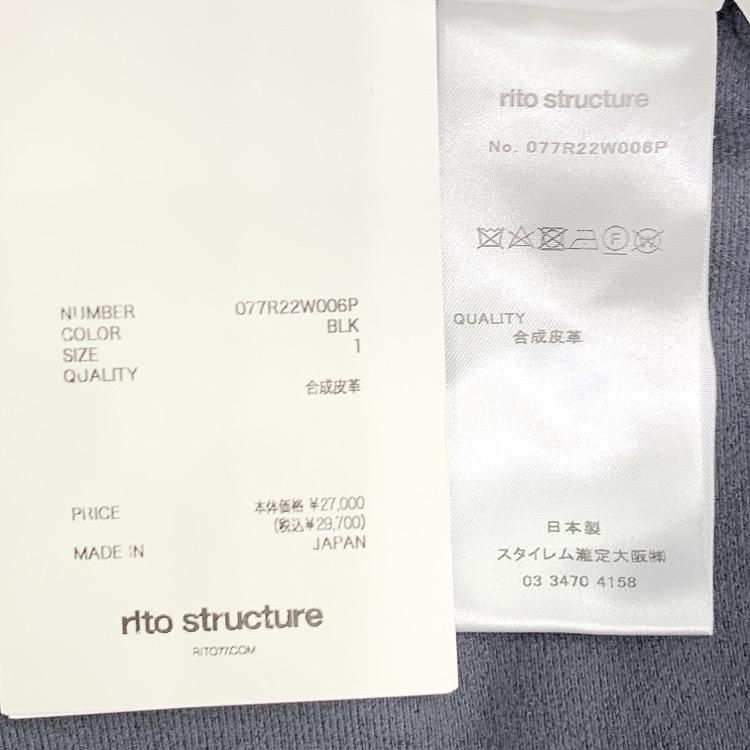 NUMBER 077R22W006P
COLOR BLK
SIZE 1
QUALITY
合成皮革
PRICE 本体価格 ¥27,000
(税込¥29,700)
MADE IN JAPAN
rito structure
RITO77.COM
rito structure
No. 077R22W006P
F W
QUALITY
合成皮革
日本製
スタイレム瀧定大阪㈱
03 3470 4158